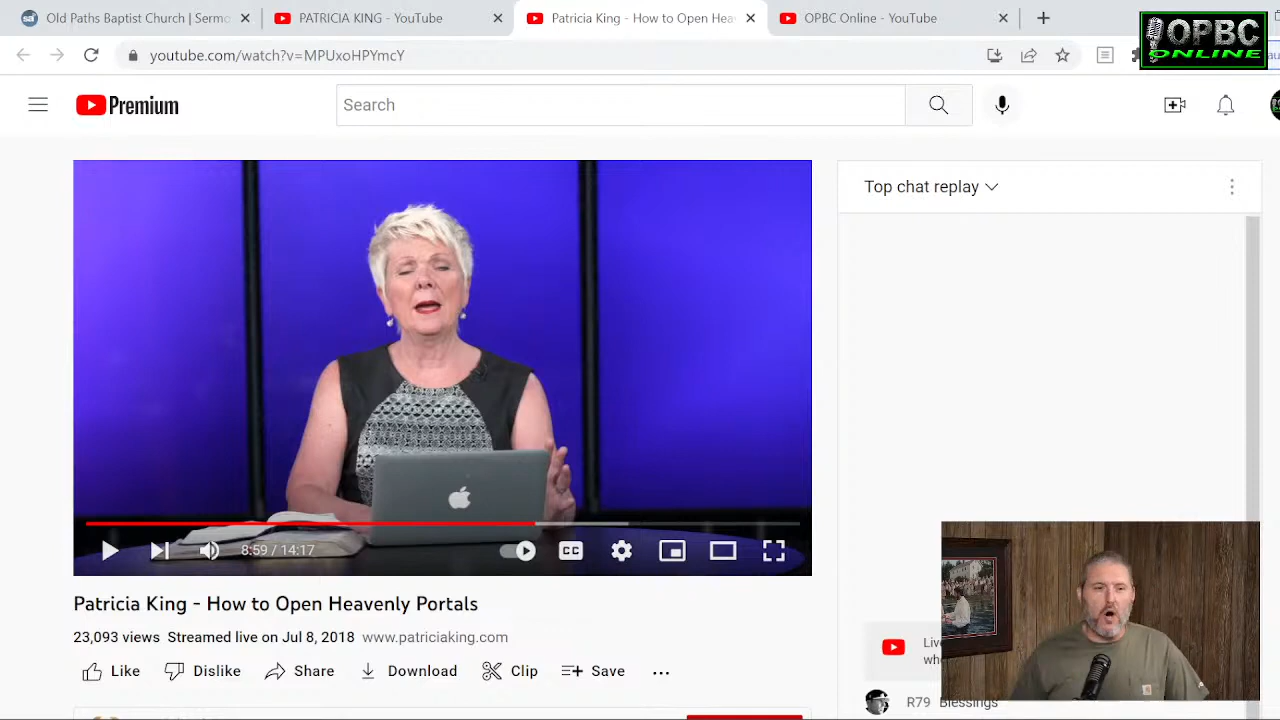 Old Paths Baptist Church | Sermo
PATRICIA KING - YouTube
Patricia King - How to Open Hea
OPBC Online - YouTube
OPBC
ONLINE
youtube.com/watch?v=MPUxoHPYmcY
Premium
Search
Top chat replay
8:59 / 14:17
CC
Patricia King - How to Open Heavenly Portals
23,093 views Streamed live on Jul 8, 2018 www.patriciaking.com
Like
Dislike
Share
Download
Clip
Save
R79 Blessings